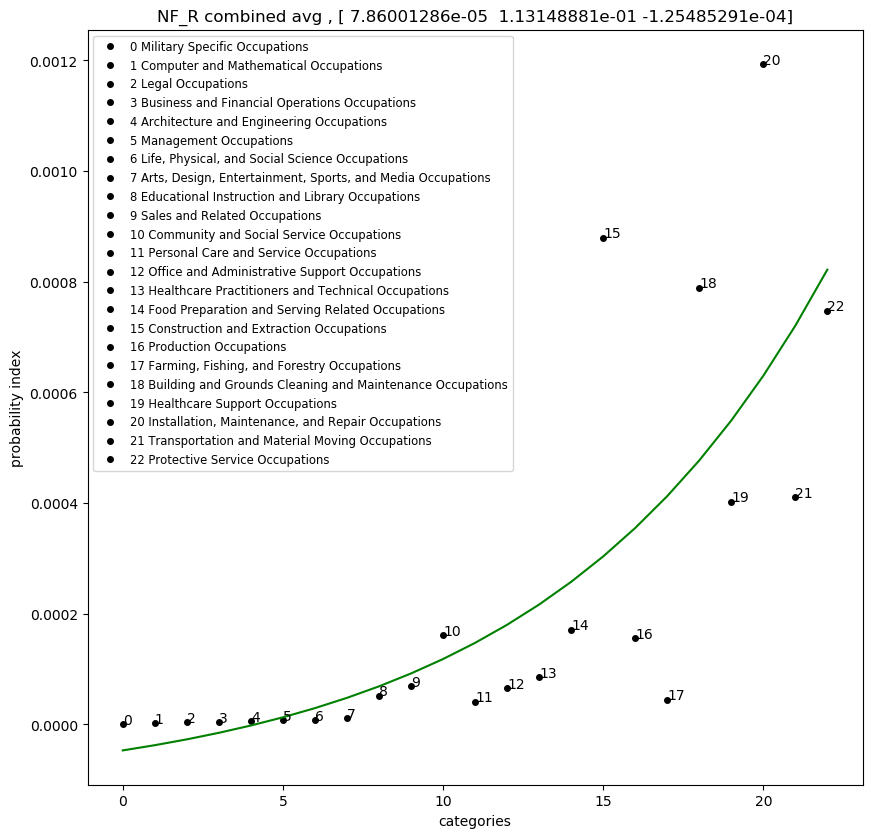 NF_R combined avg , [ 7.86001286e-05  1.13148881e-01 -1.25485291e-04]
0 Military Specific Occupations
1 Computer and Mathematical Occupations
2 Legal Occupations
3 Business and Financial Operations Occupations
4 Architecture and Engineering Occupations
5 Management Occupations
6 Life, Physical, and Social Science Occupations
7 Arts, Design, Entertainment, Sports, and Media Occupations
8 Educational Instruction and Library Occupations
9 Sales and Related Occupations
10 Community and Social Service Occupations
11 Personal Care and Service Occupations
12 Office and Administrative Support Occupations
13 Healthcare Practitioners and Technical Occupations
14 Food Preparation and Serving Related Occupations
15 Construction and Extraction Occupations
16 Production Occupations
17 Farming, Fishing, and Forestry Occupations
18 Building and Grounds Cleaning and Maintenance Occupations
19 Healthcare Support Occupations
20 Installation, Maintenance, and Repair Occupations
21 Transportation and Material Moving Occupations
22 Protective Service Occupations
probability index
0.0012
0.0010
0.0008
0.0006
0.0004
0.0002
0.0000
0
1
2
3
4
5
6
7
8
9
10
11
12
13
14
15
16
17
18
19
20
21
22
0
5
10
15
20
categories